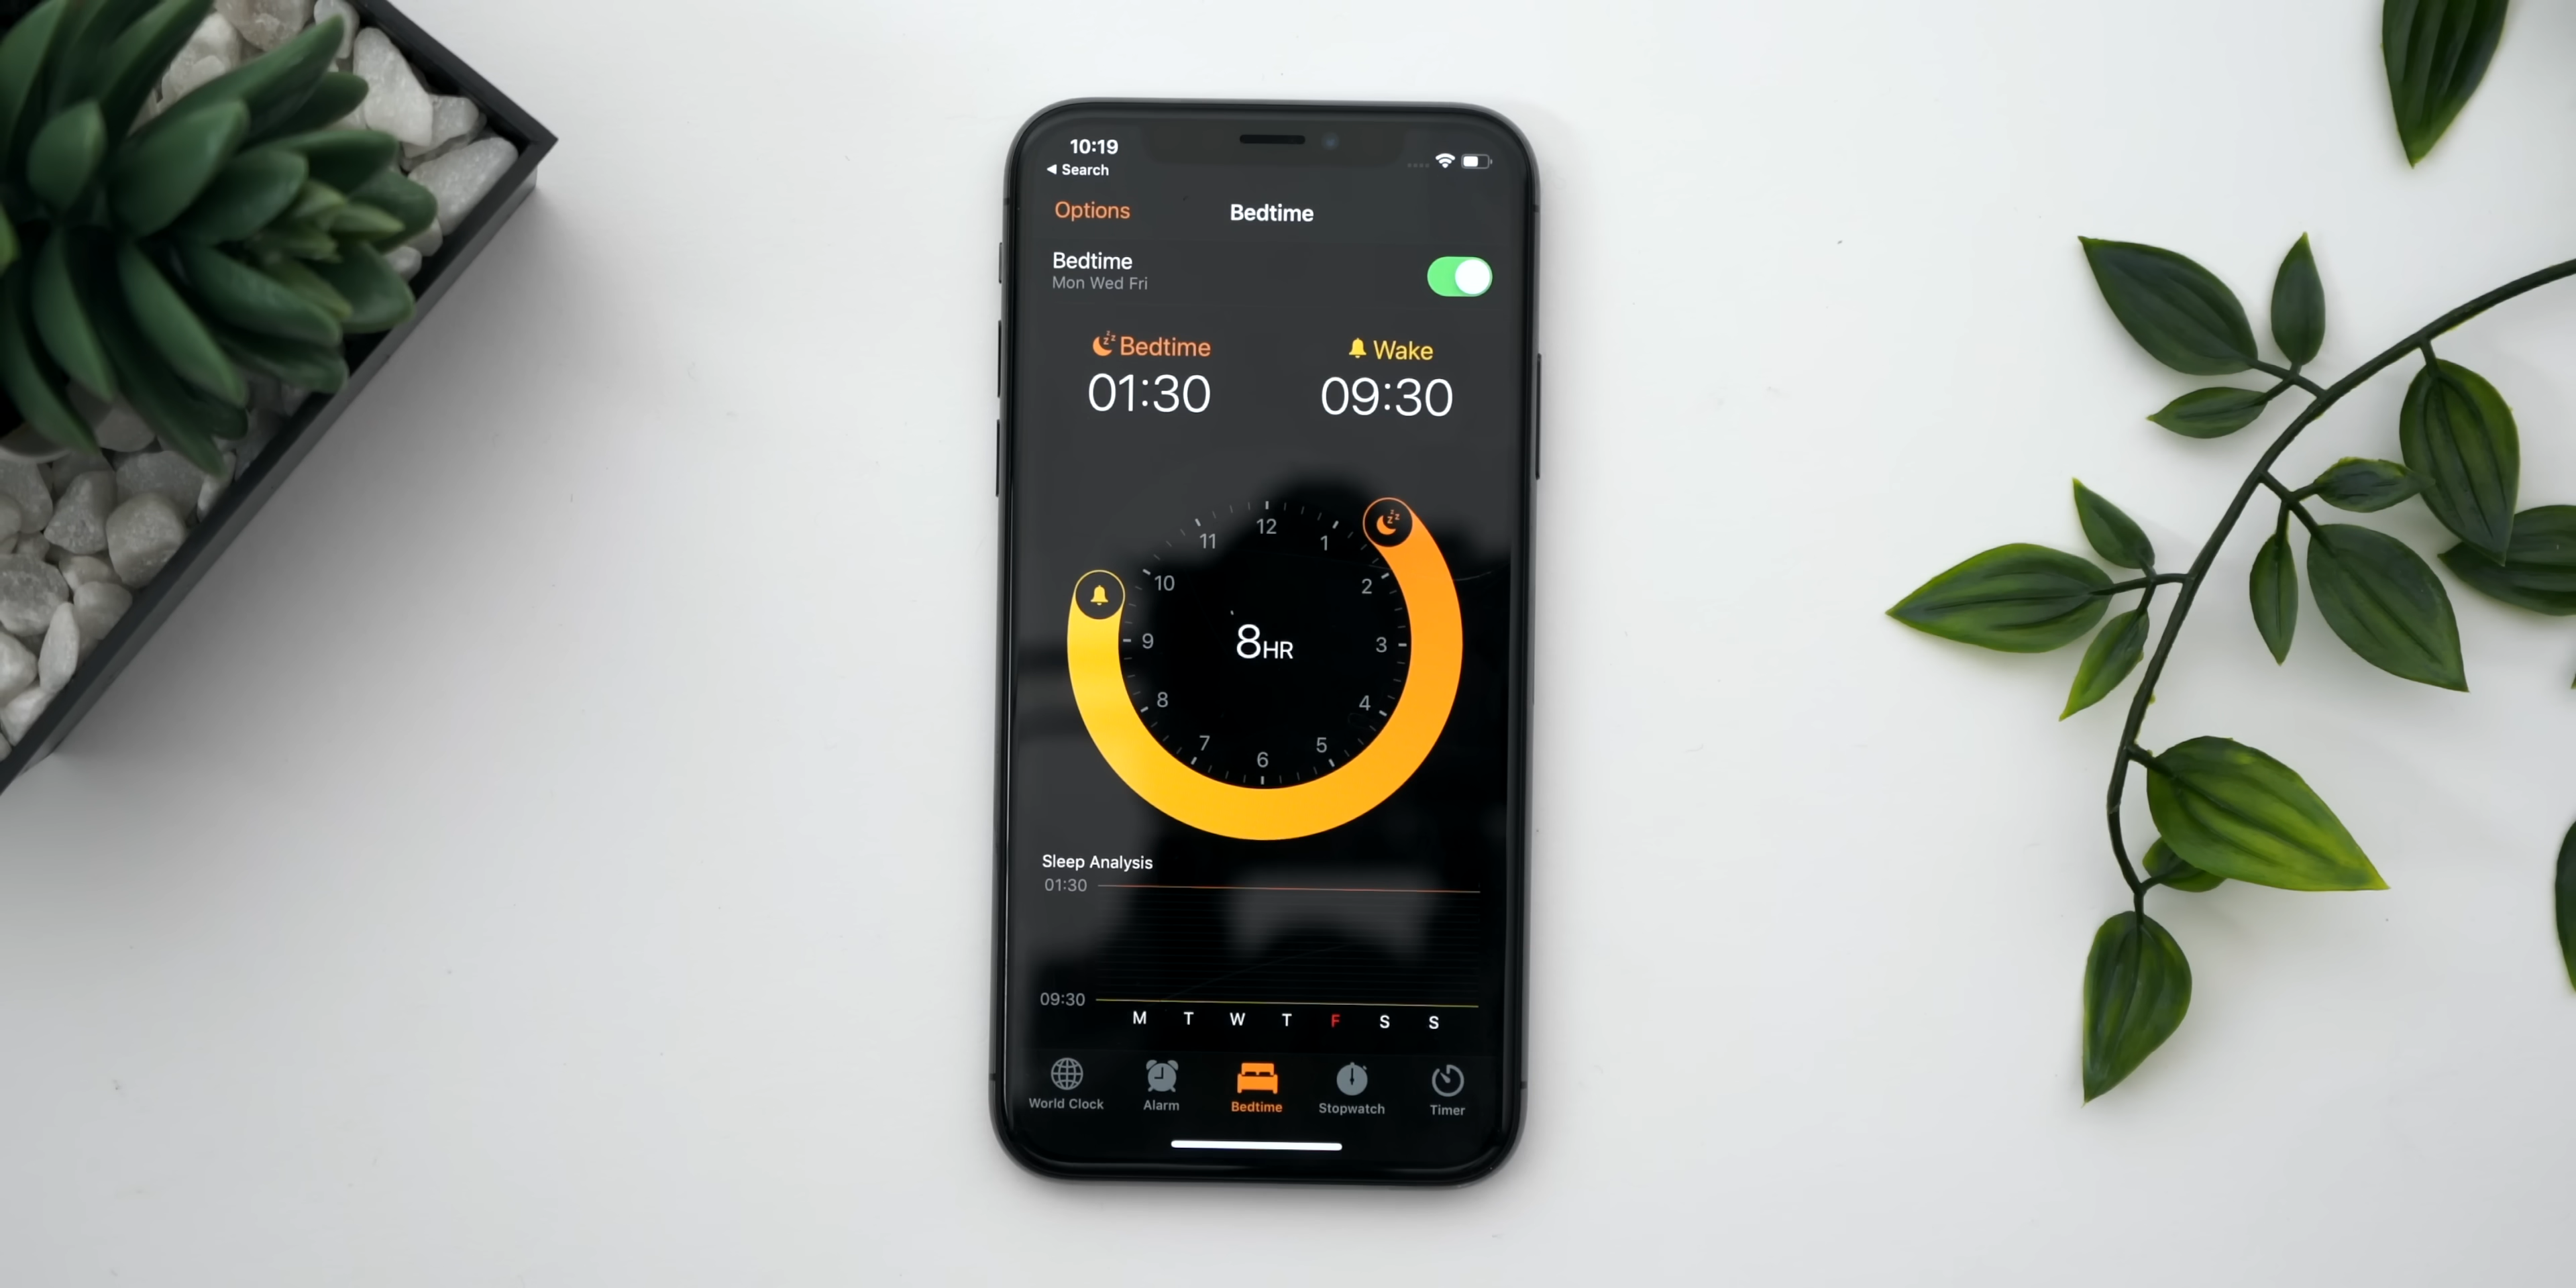 10:19
◀ Search
Options Bedtime
Bedtime
Mon Wed Fri
Bedtime Wake
01:30 09:30
12
11 1
10 2
9 8HR 3
8 4
7 5
6
Sleep Analysis
01:30
09:30
M T W T F S S
World Clock Alarm Bedtime Stopwatch Timer